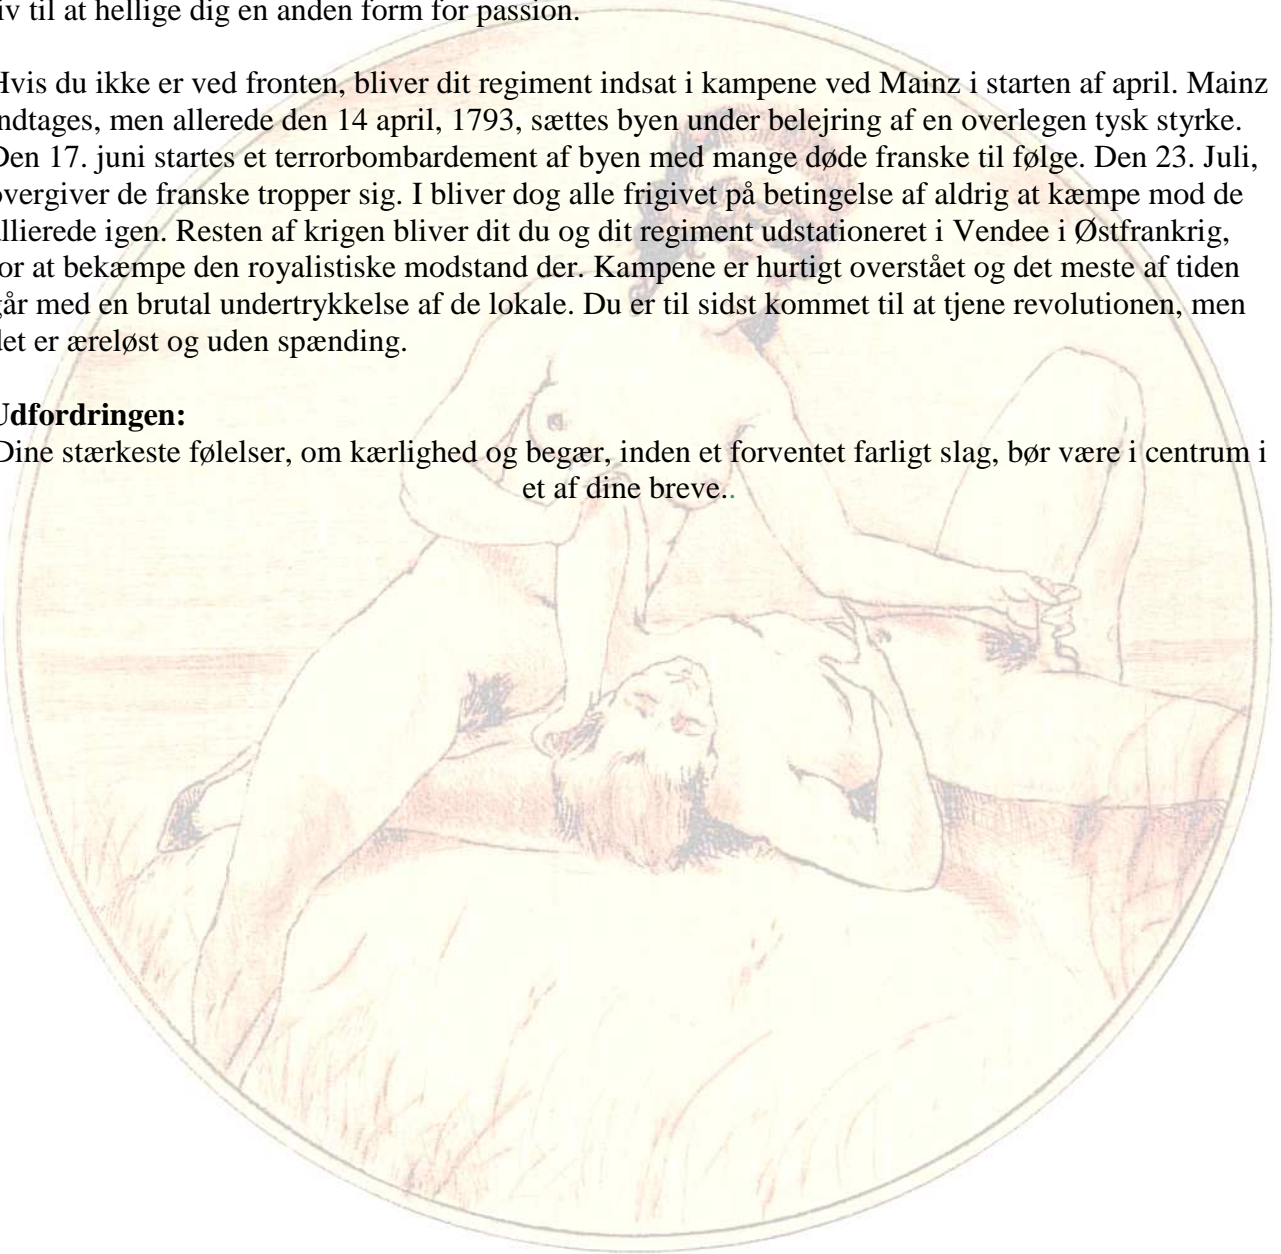 iv til at hellige dig en anden form for passion.
Hvis du ikke er ved fronten, bliver dit regiment indsat i kampene ved Mainz i starten af april. Mainz
indtages, men allerede den 14 april, 1793, sættes byen under belejring af en overlegen tysk styrke.
Den 17. juni startes et terrorbombardement af byen med mange døde franske til følge. Den 23. Juli,
overgiver de franske tropper sig. I bliver dog alle frigivet på betingelse af aldrig at kæmpe mod de
allierede igen. Resten af krigen bliver dit du og dit regiment udstationeret i Vendee i Østfrankrig,
for at bekæmpe den royalistiske modstand der. Kampene er hurtigt overstået og det meste af tiden
går med en brutal undertrykkelse af de lokale. Du er til sidst kommet til at tjene revolutionen, men
det er æreløst og uden spænding.
Udfordringen:
Dine stærkeste følelser, om kærlighed og begær, inden et forventet farligt slag, bør være i centrum i
et af dine breve..